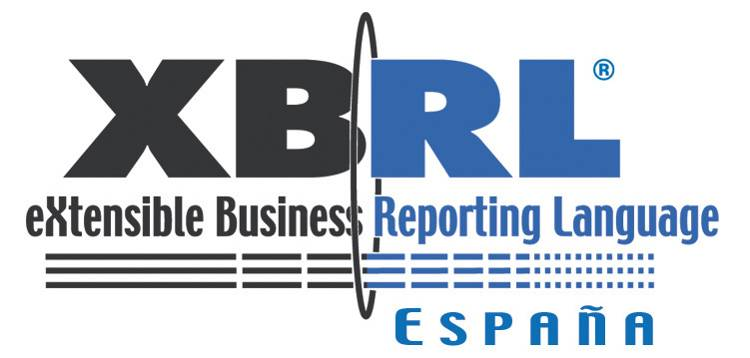 XBRL®
eXtensible Business Reporting Language
ESPAÑA